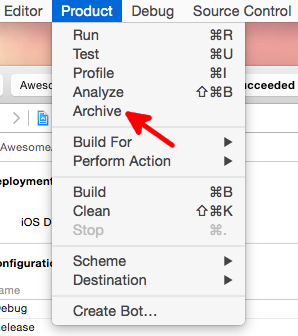 Editor Product Debug Source Control
Run ⌘R
Test ⌘U
Profile ⌘I
Analyze ⇧⌘B
Archive
Build For
Perform Action
Build ⌘B
Clean ⇧⌘K
Stop ⌘.
Scheme
Destination
Create Bot...
Aweso
ucceeded
Awesome
eployment
iOS D
onfiguratio
ame
Debug
elease